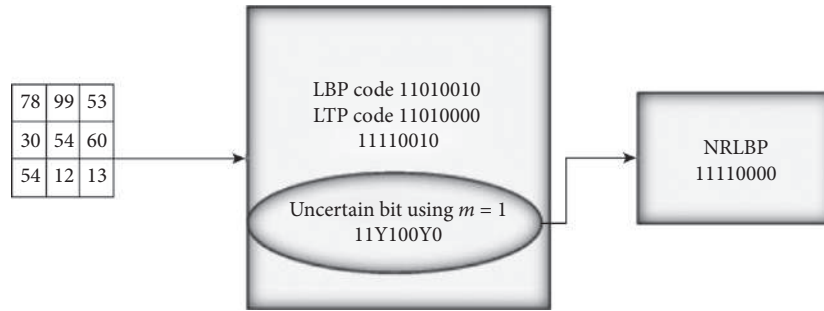 78 99 53
30 54 60
54 12 13
LBP code 11010010
LTP code 11010000
11110010
Uncertain bit using m = 1
11Y100Y0
NRLBP
11110000